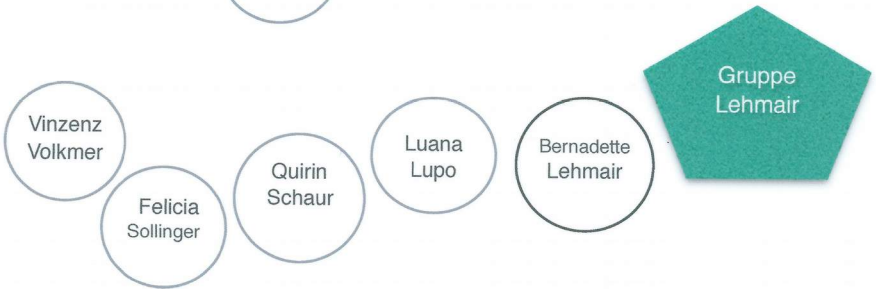 Vinzenz
Volkmer
Felicia
Sollinger
Quirin
Schaur
Luana
Lupo
Bernadette
Lehmair
Gruppe
Lehmair